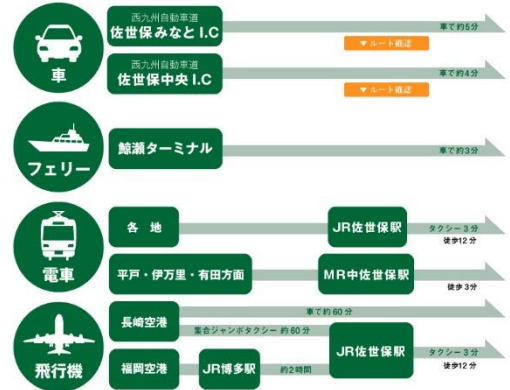 車
西九州自動車道
佐世保みなとI.C
車で約5分
▼ ルート確認
西九州自動車道
佐世保中央I.C
車で約4分
▼ ルート確認
フェリー
鯨瀬ターミナル
車で約3分
電車
各 地
JR佐世保駅
タクシー3分
徒歩12分
平戸・伊万里・有田方面
MR中佐世保駅
徒歩3分
飛行機
長崎空港
車で約60分
集合ジャンボタクシー 約60分
福岡空港
JR博多駅
約2時間
JR佐世保駅
タクシー3分
徒歩12分